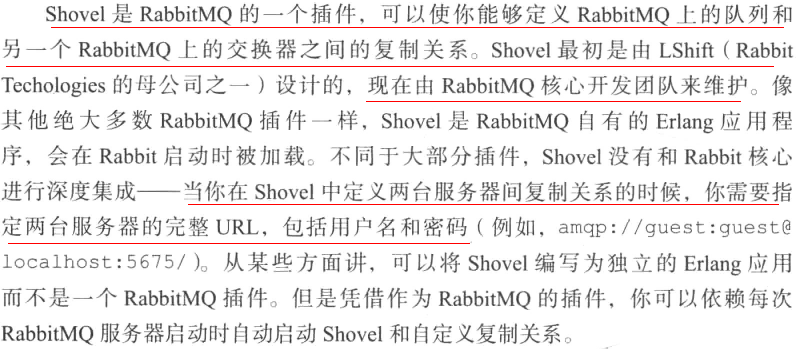 Shovel 是 RabbitMQ 的一个插件，可以使你能够定义 RabbitMQ 上的队列和
另一个 RabbitMQ 上的交换器之间的复制关系。Shovel 最初是由 LShift（Rabbit
Techologies 的母公司之一）设计的，现在由 RabbitMQ 核心开发团队来维护。像
其他绝大多数 RabbitMQ 插件一样，Shovel 是 RabbitMQ 自有的 Erlang 应用程
序，会在 Rabbit 启动时被加载。不同于大部分插件，Shovel 没有和 Rabbit 核心
进行深度集成——当你在 Shovel 中定义两台服务器间复制关系的时候，你需要指
定两台服务器的完整 URL，包括用户名和密码（例如，amqp://guest:guest@
localhost:5675/）。从某些方面讲，可以将 Shovel 编写为独立的 Erlang 应用
而不是一个 RabbitMQ 插件。但是凭借作为 RabbitMQ 的插件，你可以依赖每次
RabbitMQ 服务器启动时自动启动 Shovel 和自定义复制关系。